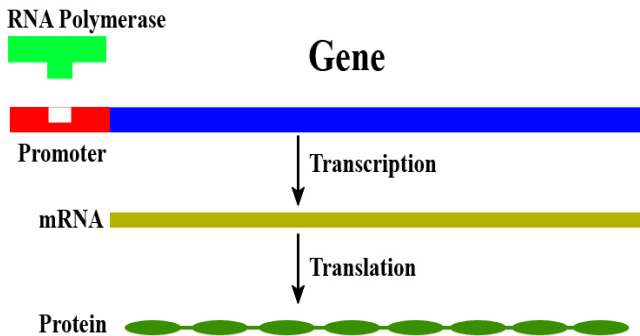 RNA Polymerase
Gene
Promoter
Transcription
mRNA
Translation
Protein